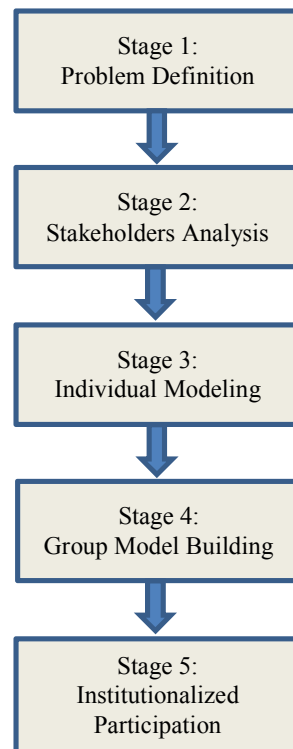 Stage 1:
Problem Definition
Stage 2:
Stakeholders Analysis
Stage 3:
Individual Modeling
Stage 4:
Group Model Building
Stage 5:
Institutionalized
Participation